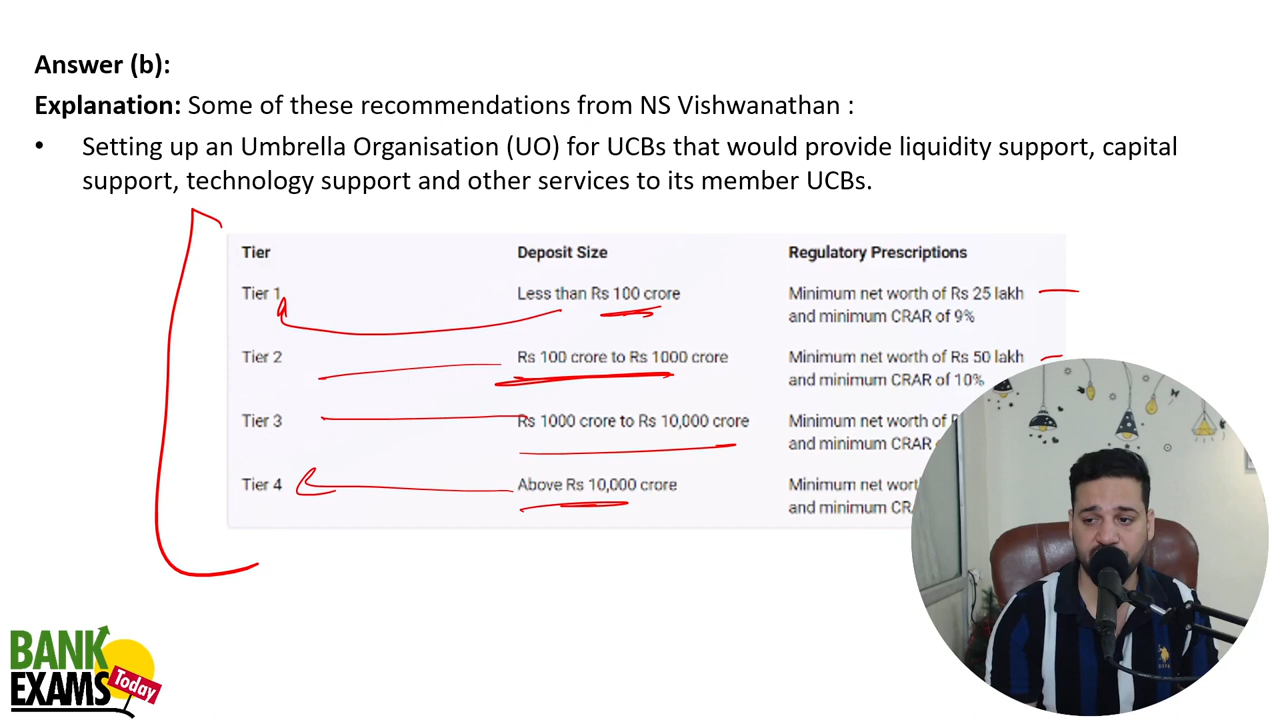 Answer (b):
Explanation: Some of these recommendations from NS Vishwanathan :
• Setting up an Umbrella Organisation (UO) for UCBs that would provide liquidity support, capital
support, technology support and other services to its member UCBs.
Tier Deposit Size Regulatory Prescriptions
Tier 1 Less than Rs 100 crore Minimum net worth of Rs 25 lakh
and minimum CRAR of 9%
Tier 2 Rs 100 crore to Rs 1000 crore Minimum net worth of Rs 50 lakh
and minimum CRAR of 10%
Tier 3 Rs 1000 crore to Rs 10,000 crore Minimum net worth of
and minimum CRAR
Tier 4 Above Rs 10,000 crore Minimum net
and minimum
BANK
EXAMS
Today